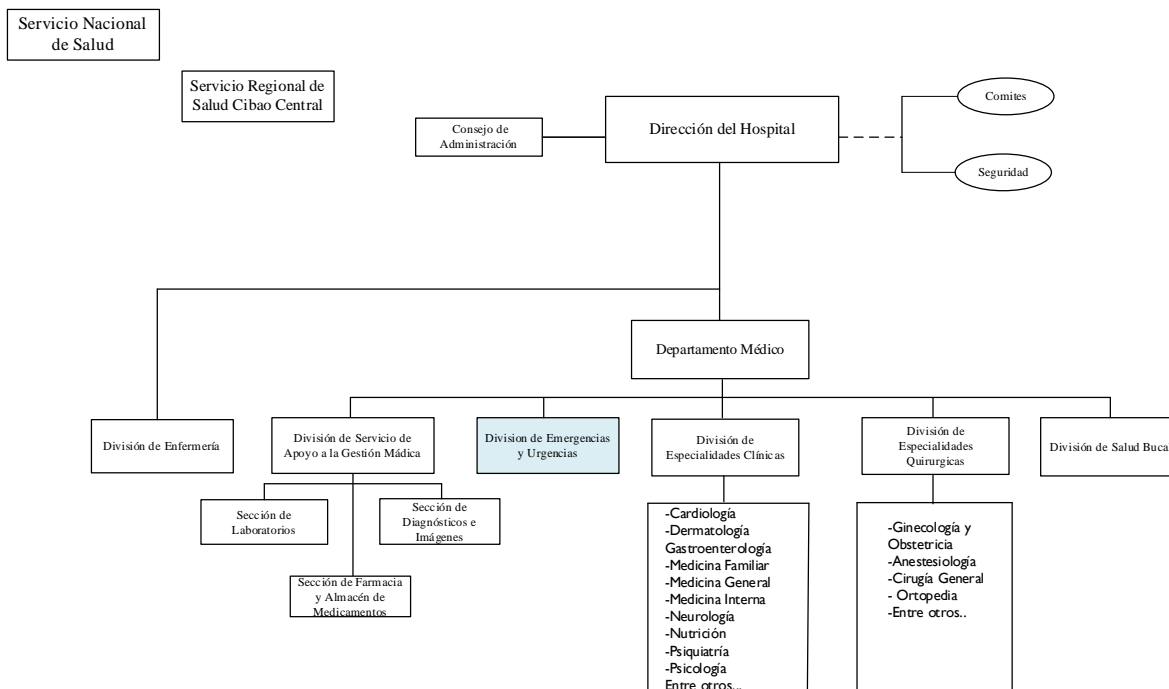 Servicio Nacional
de Salud
Servicio Regional de
Salud Cibao Central
Consejo de
Administración
Dirección del Hospital
Comites
Seguridad
Departamento Médico
División de Enfermería
División de Servicio de
Apoyo a la Gestión Mádica
Division de Emergencias
y Urgencias
División de
Especialidades Clínicas
División de
Especialidades
Quirurgicas
División de Salud Bucal
Sección de
Laboratorios
Sección de
Diagnósticos e
Imágenes
Sección de Farmacia
y Almacén de
Medicamentos
-Cardiología
-Dermatología
Gastroenterología
-Medicina Familiar
-Medicina General
-Medicina Interna
-Neurología
-Nutrición
-Psiquiatría
-Psicología
Entre otros...
-Ginecología y
Obstetricia
-Anestesiología
-Cirugía General
- Ortopedia
-Entre otros..